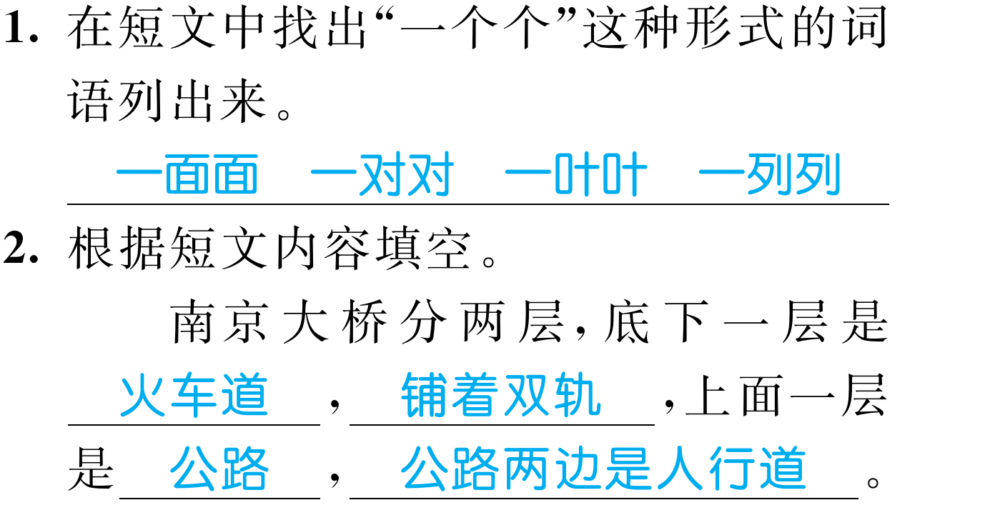 1. 在短文中找出“一个个”这种形式的词
语列出来。
一面面 一对对 一叶叶 一列列
2. 根据短文内容填空。
南京大桥分两层，底下一层是
火车道，铺着双轨，上面一层
是公路，公路两边是人行道。